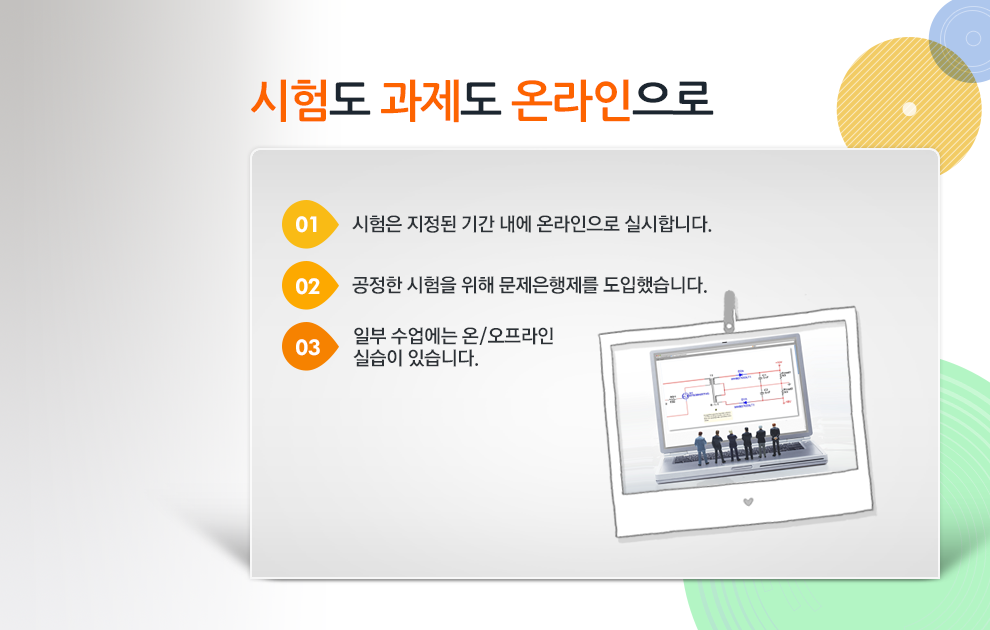 시험도 과제도 온라인으로
01 시험은 지정된 기간 내에 온라인으로 실시합니다.
02 공정한 시험을 위해 문제은행제를 도입했습니다.
03 일부 수업에는 온/오프라인
실습이 있습니다.